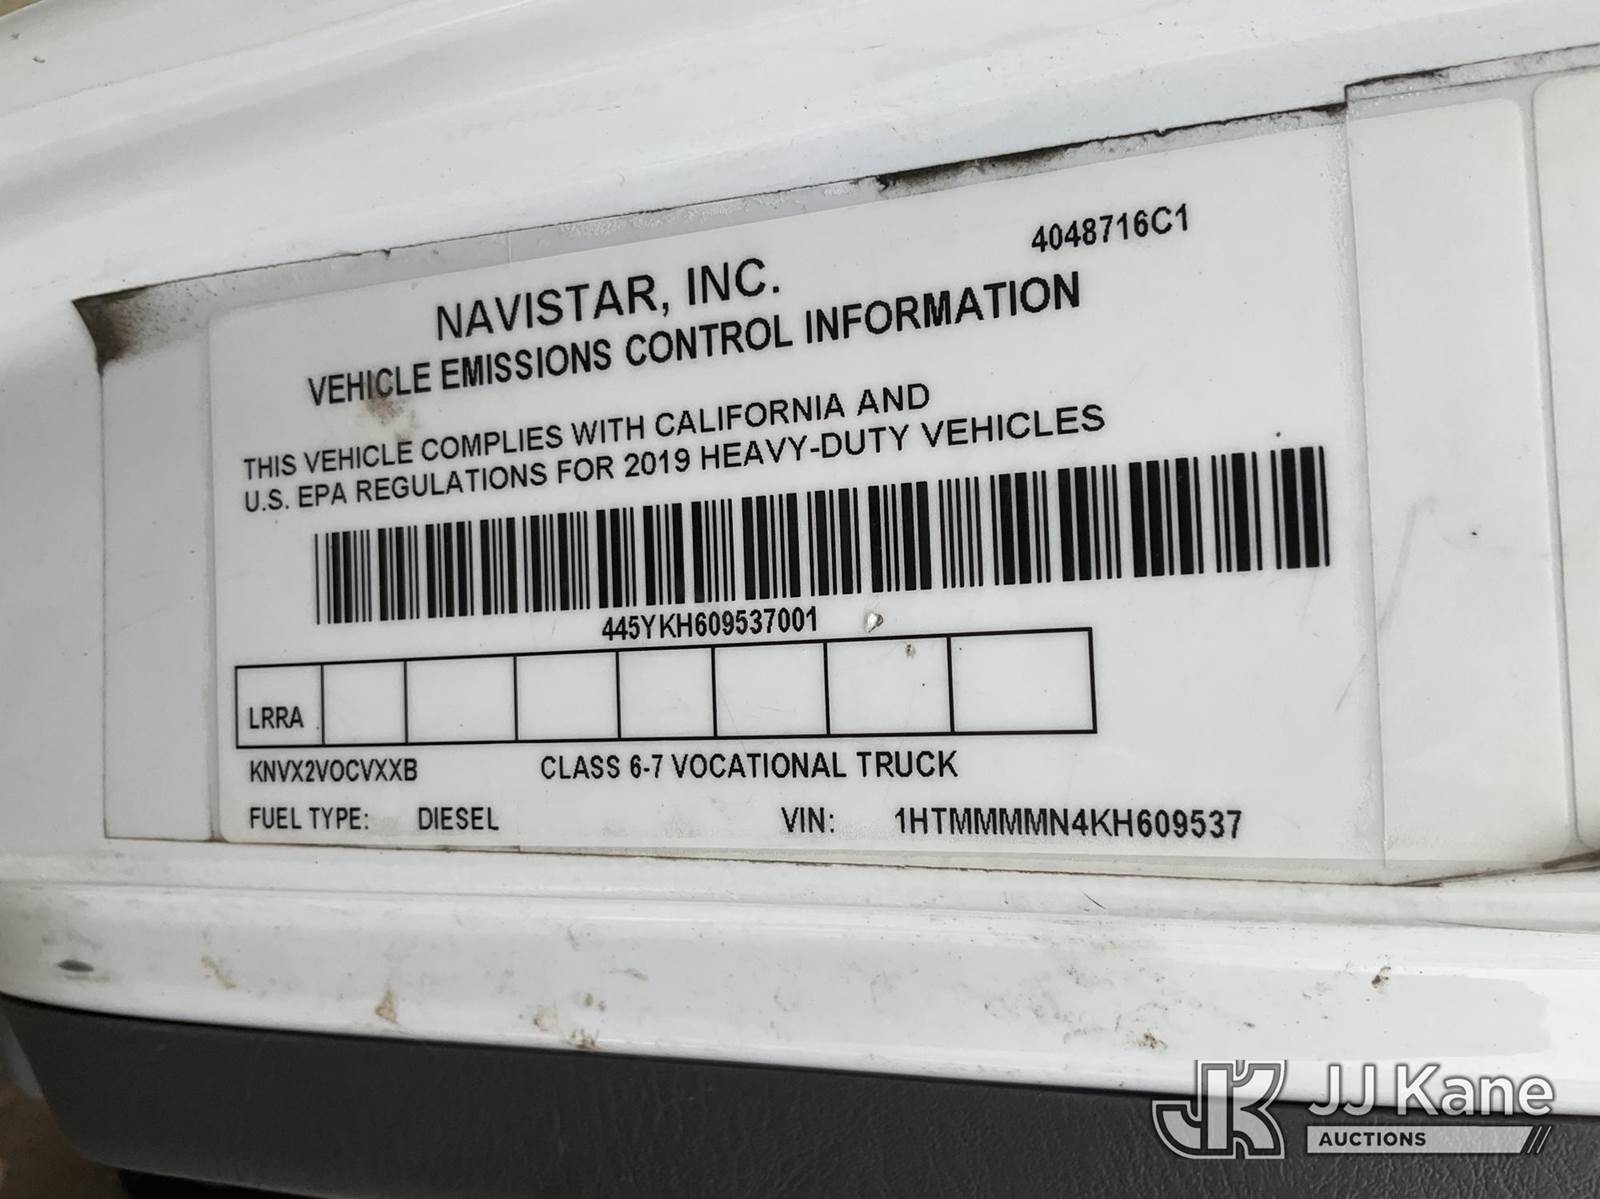 4048716C1
NAVISTAR, INC.
VEHICLE EMISSIONS CONTROL INFORMATION
THIS VEHICLE COMPLIES WITH CALIFORNIA AND
U.S. EPA REGULATIONS FOR 2019 HEAVY-DUTY VEHICLES
445YKH609537001
LRRA
KNVX2VOCVXXB CLASS 6-7 VOCATIONAL TRUCK
FUEL TYPE: DIESEL VIN: 1HTMMMMN4KH609537
JK JJ Kane
AUCTIONS